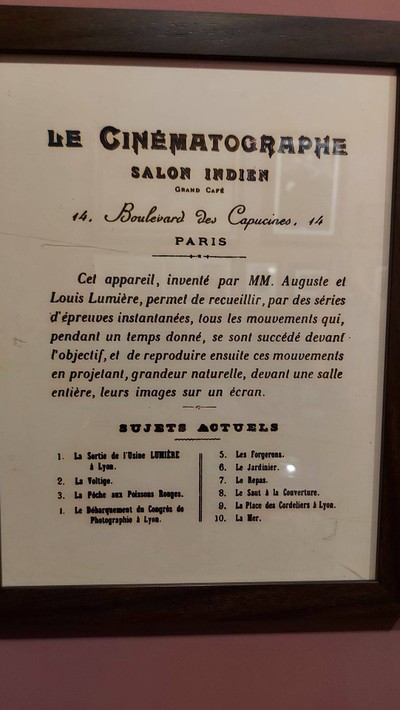 LE CINÉMATOGRAPHE
SALON INDIEN
GRAND CAFÉ
14, Boulevard des Capucines, 14
PARIS
Cet appareil, inventé par MM. Auguste et
Louis Lumière, permet de recueillir, par des séries
d'épreuves instantanées, tous les mouvements qui,
pendant un temps donné, se sont succédé devant
l'objectif, et de reproduire ensuite ces mouvements
en projetant, grandeur naturelle, devant une salle
entière, leurs images sur un écran.
SUJETS ACTUELS
1. La Sortie de l'Usine LUMIÈRE
à Lyon.
2. La Voltige.
3. La Pêche aux Poissons Rouges.
1. Le Débarquement du Congrès de
Photographie à Lyon.
5. Les Forgerons.
6. Le Jardinier.
7. Le Repas.
8. Le Saut à la Couverture.
9. La Place des Cordeliers à Lyon.
10. La Mer.